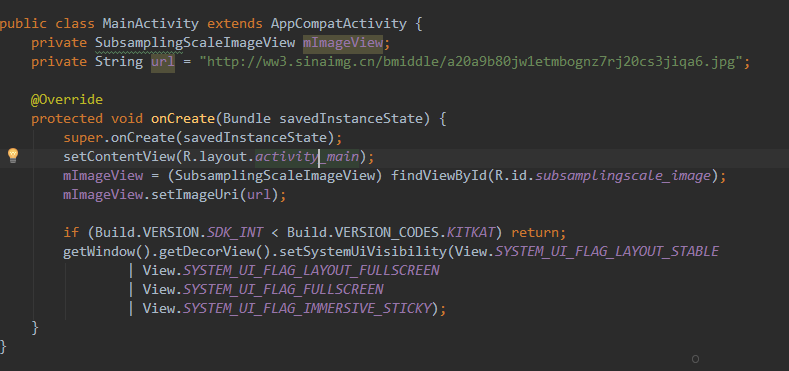 public class MainActivity extends AppCompatActivity {
    private SubsamplingScaleImageView mImageView;
    private String url = "http://ww3.sinaimg.cn/bmiddle/a20a9b80jw1etmbognz7rj20cs3jiqa6.jpg";

    @Override
    protected void onCreate(Bundle savedInstanceState) {
        super.onCreate(savedInstanceState);
        setContentView(R.layout.activity_main);
        mImageView = (SubsamplingScaleImageView) findViewById(R.id.subsamplingscale_image);
        mImageView.setImageUri(url);

        if (Build.VERSION.SDK_INT < Build.VERSION_CODES.KITKAT) return;
        getWindow().getDecorView().setSystemUiVisibility(View.SYSTEM_UI_FLAG_LAYOUT_STABLE
                | View.SYSTEM_UI_FLAG_LAYOUT_FULLSCREEN
                | View.SYSTEM_UI_FLAG_FULLSCREEN
                | View.SYSTEM_UI_FLAG_IMMERSIVE_STICKY);
    }
}